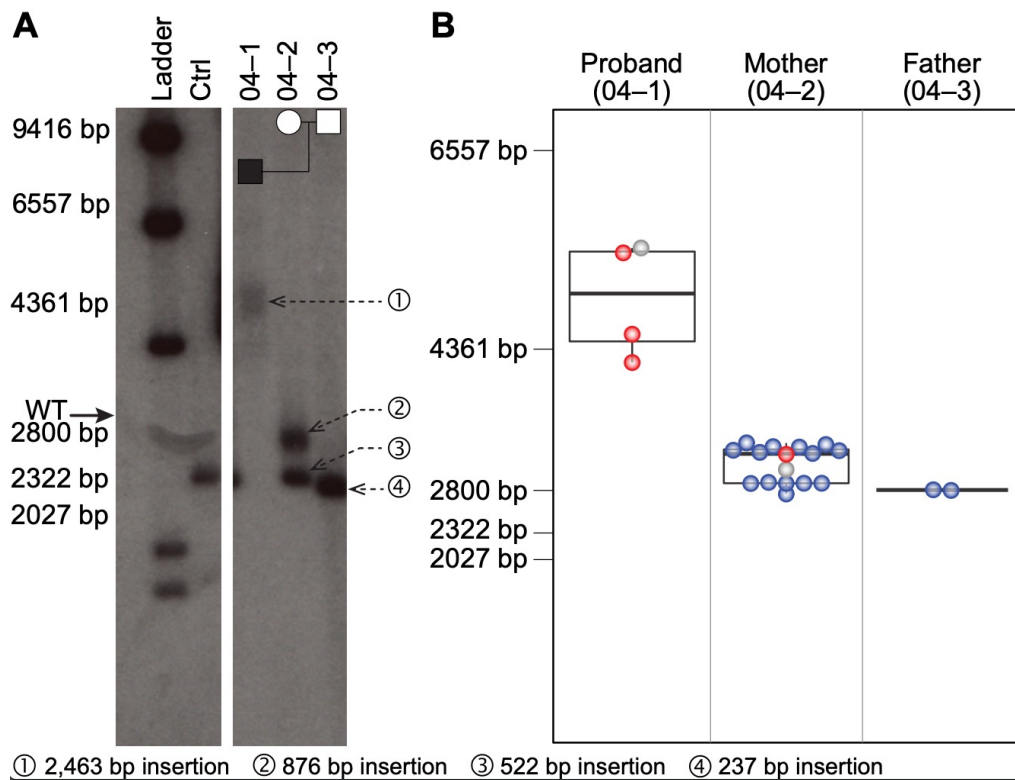 A
Ladder
Ctrl
04–1
04–2
04–3
9416 bp
6557 bp
4361 bp
WT
2800 bp
2322 bp
2027 bp
①
②
③
④
B
Proband
(04–1)
Mother
(04–2)
Father
(04–3)
6557 bp
4361 bp
2800 bp
2322 bp
2027 bp
① 2,463 bp insertion ② 876 bp insertion ③ 522 bp insertion ④ 237 bp insertion